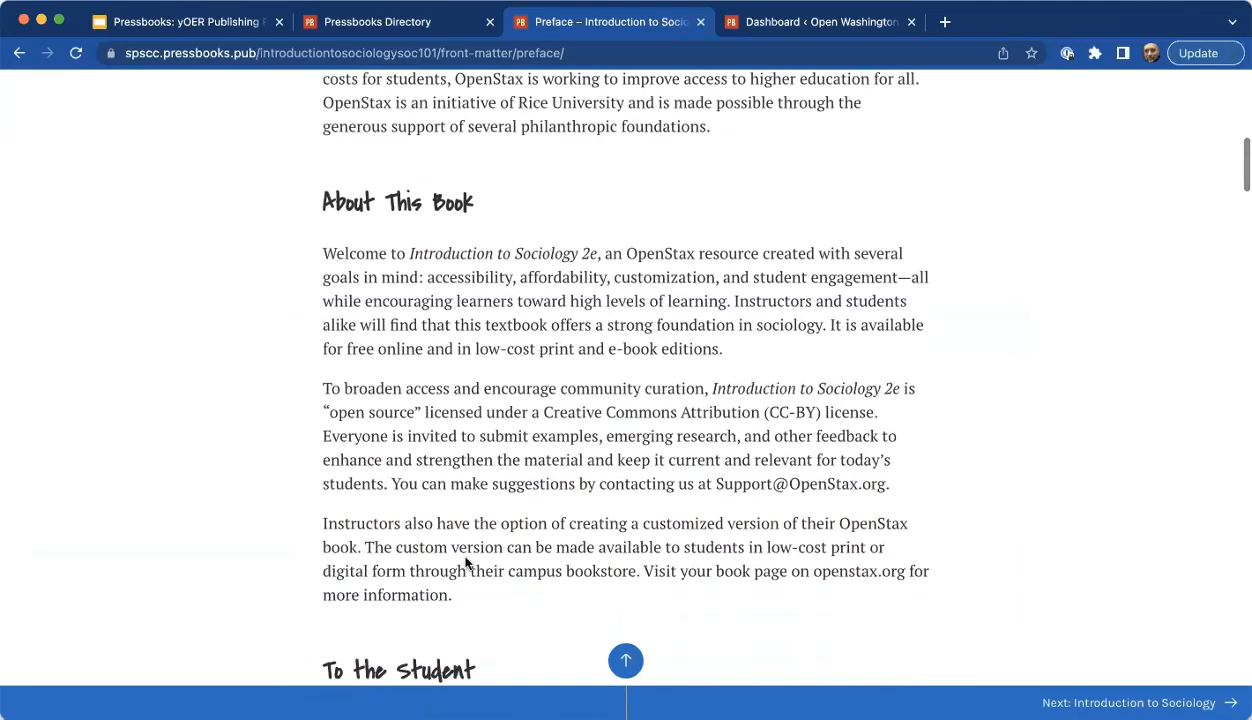 Pressbooks: yOER Publishing
Pressbooks Directory
Preface – Introduction to Socio
Dashboard ‹ Open Washington
spscc.pressbooks.pub/introductiontosociologysoc101/front-matter/preface/
Update
costs for students, OpenStax is working to improve access to higher education for all.
OpenStax is an initiative of Rice University and is made possible through the
generous support of several philanthropic foundations.
About This Book
Welcome to Introduction to Sociology 2e, an OpenStax resource created with several
goals in mind: accessibility, affordability, customization, and student engagement—all
while encouraging learners toward high levels of learning. Instructors and students
alike will find that this textbook offers a strong foundation in sociology. It is available
for free online and in low-cost print and e-book editions.
To broaden access and encourage community curation, Introduction to Sociology 2e is
“open source” licensed under a Creative Commons Attribution (CC-BY) license.
Everyone is invited to submit examples, emerging research, and other feedback to
enhance and strengthen the material and keep it current and relevant for today’s
students. You can make suggestions by contacting us at Support@OpenStax.org.
Instructors also have the option of creating a customized version of their OpenStax
book. The custom version can be made available to students in low-cost print or
digital form through their campus bookstore. Visit your book page on openstax.org for
more information.
To the Student
Next: Introduction to Sociology →